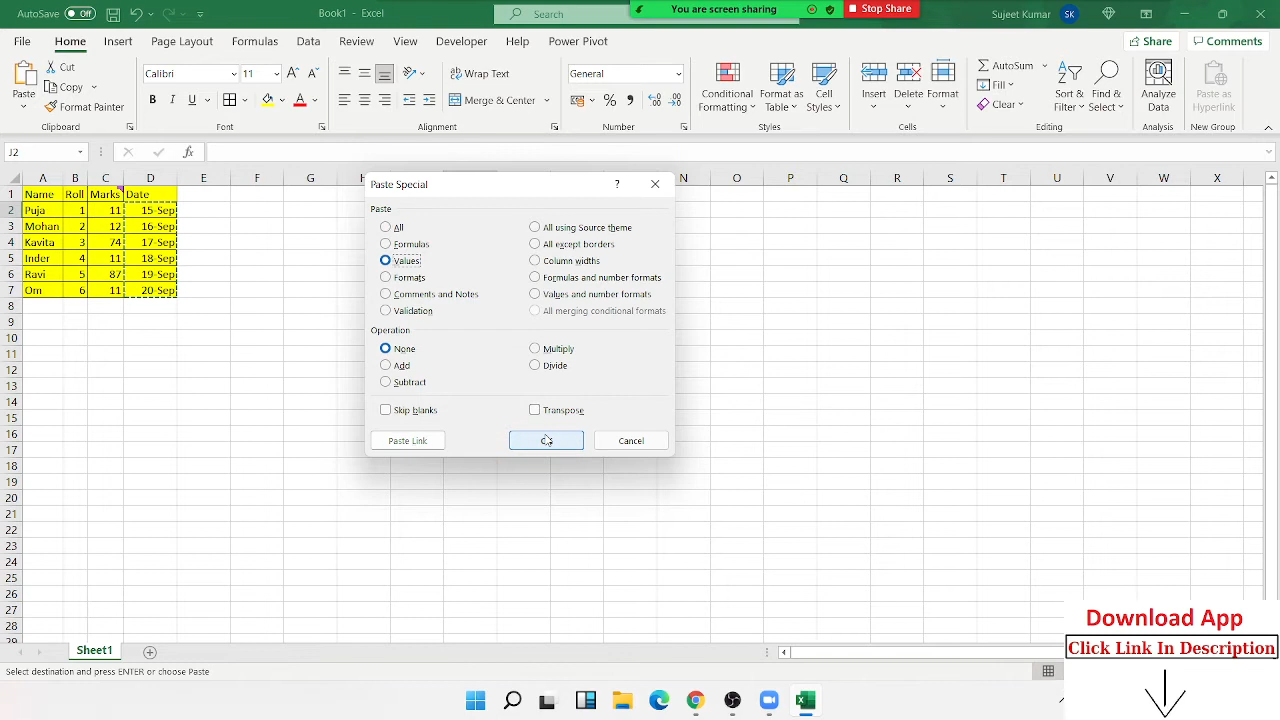 AutoSave Off Book1 - Excel Search You are screen sharing Stop Share Sujeet Kumar SK
File Home Insert Page Layout Formulas Data Review View Developer Help Power Pivot Share Comments
Paste Cut Copy Format Painter Clipboard
Calibri 11 B I U Font
Wrap Text Merge & Center Alignment
General % Number
Conditional Formatting Format as Table Cell Styles Styles
Insert Delete Format Cells
AutoSum Fill Clear Sort & Filter Find & Select Editing
Analyze Data Analysis
Paste as Hyperlink New Group
J2 fx
A B C D E F G H N O P Q R S T U V W X
1 Name Roll Marks Date
2 Puja 1 11 15-Sep
3 Mohan 2 12 16-Sep
4 Kavita 3 74 17-Sep
5 Inder 4 11 18-Sep
6 Ravi 5 87 19-Sep
7 Om 6 11 20-Sep
8
9
10
11
12
13
14
15
16
17
18
19
20
21
22
23
24
25
26
27
28
29
Paste Special ?
Paste
All All using Source theme
Formulas All except borders
Values Column widths
Formats Formulas and number formats
Comments and Notes Values and number formats
Validation All merging conditional formats
Operation
None Multiply
Add Divide
Subtract
Skip blanks Transpose
Paste Link Cancel
Sheet1
Select destination and press ENTER or choose Paste
Download App
Click Link In Description